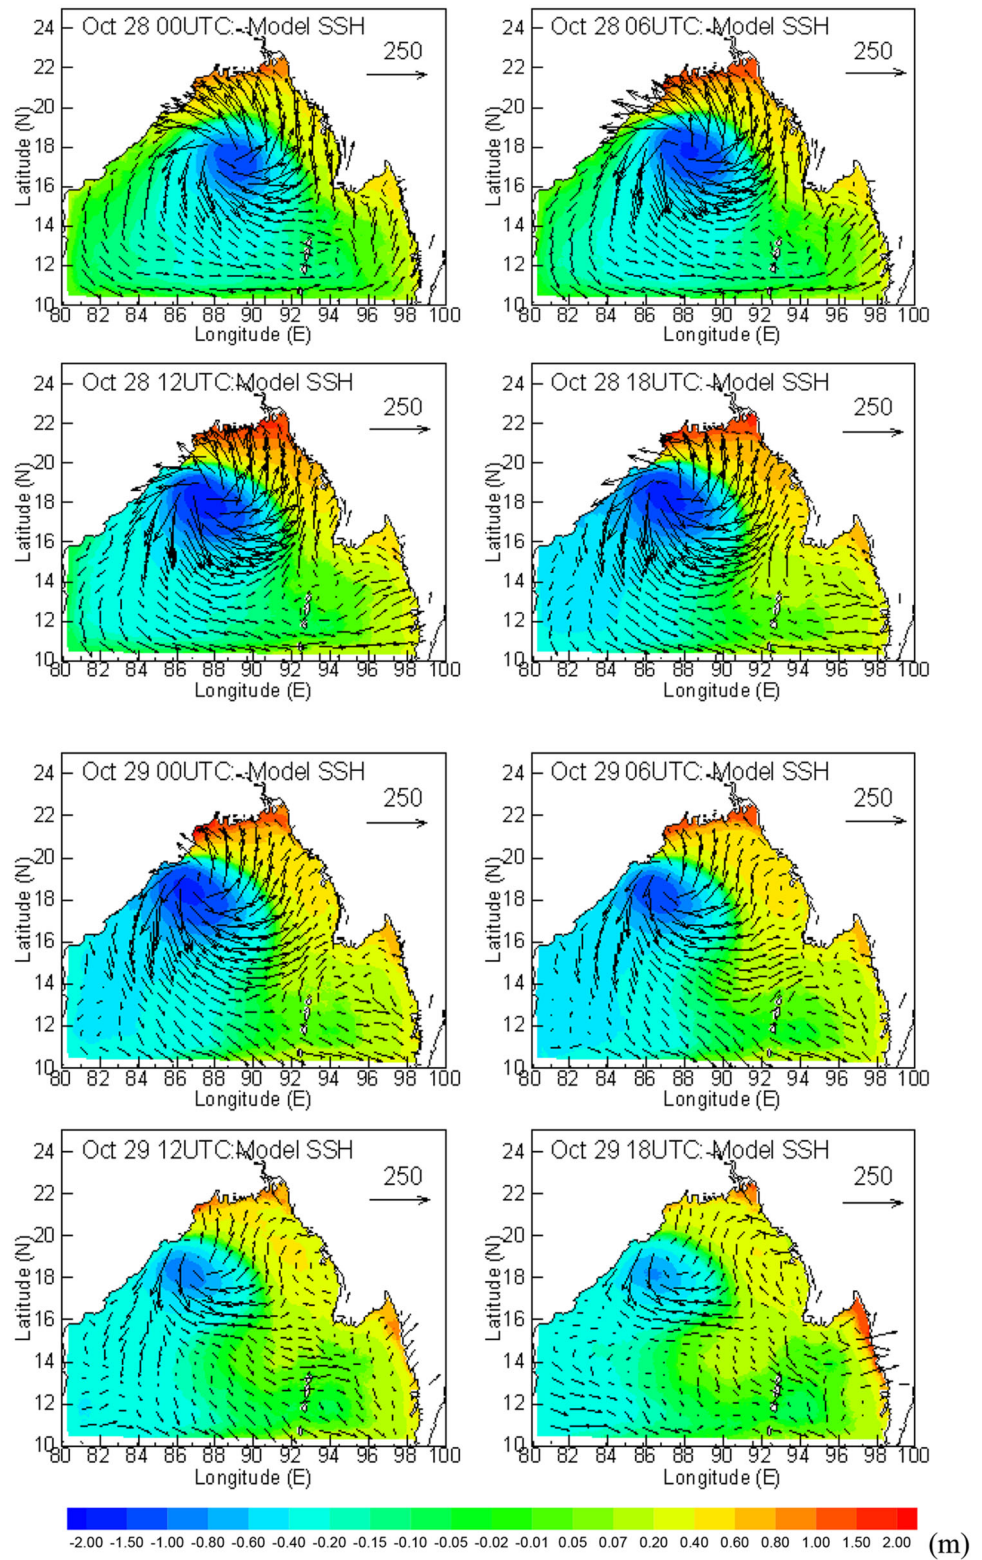 Oct 28 00UTC: Model SSH
250
Latitude (N)
24
22
20
18
16
14
12
10
80 82 84 86 88 90 92 94 96 98 100
Longitude (E)
Oct 28 06UTC: Model SSH
250
Latitude (N)
24
22
20
18
16
14
12
10
80 82 84 86 88 90 92 94 96 98 100
Longitude (E)
Oct 28 12UTC:Model SSH
250
Latitude (N)
24
22
20
18
16
14
12
10
80 82 84 86 88 90 92 94 96 98 100
Longitude (E)
Oct 28 18UTC: Model SSH
250
Latitude (N)
24
22
20
18
16
14
12
10
80 82 84 86 88 90 92 94 96 98 100
Longitude (E)
Oct 29 00UTC: Model SSH
250
Latitude (N)
24
22
20
18
16
14
12
10
80 82 84 86 88 90 92 94 96 98 100
Longitude (E)
Oct 29 06UTC: Model SSH
250
Latitude (N)
24
22
20
18
16
14
12
10
80 82 84 86 88 90 92 94 96 98 100
Longitude (E)
Oct 29 12UTC:Model SSH
250
Latitude (N)
24
22
20
18
16
14
12
10
80 82 84 86 88 90 92 94 96 98 100
Longitude (E)
Oct 29 18UTC: Model SSH
250
Latitude (N)
24
22
20
18
16
14
12
10
80 82 84 86 88 90 92 94 96 98 100
Longitude (E)
-2.00 -1.50 -1.00 -0.80 -0.60 -0.40 -0.20 -0.15 -0.10 -0.05 -0.02 -0.01 0.05 0.07 0.20 0.40 0.60 0.80 1.00 1.50 2.00 (m)